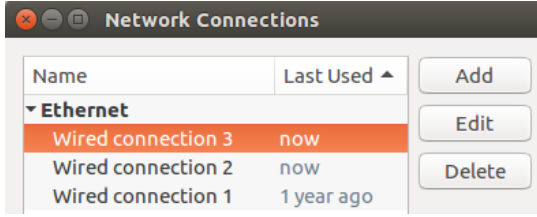 Network Connections
Name Last Used Add
Ethernet Edit
Wired connection 3 now
Wired connection 2 now Delete
Wired connection 1 1 year ago